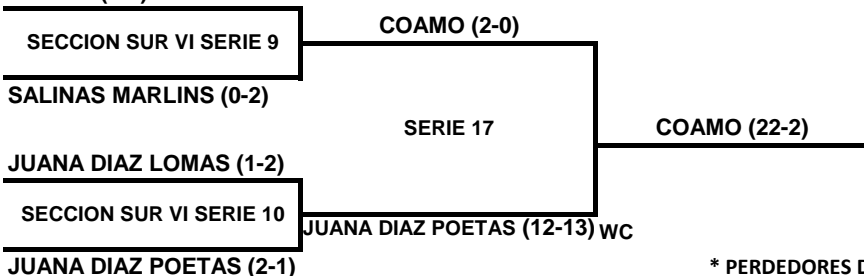 COAMO (2-0)
SECCION SUR VI SERIE 9
SALINAS MARLINS (0-2)
SERIE 17
COAMO (22-2)
JUANA DIAZ LOMAS (1-2)
SECCION SUR VI SERIE 10
JUANA DIAZ POETAS (12-13) WC
JUANA DIAZ POETAS (2-1)
* PERDEDORES